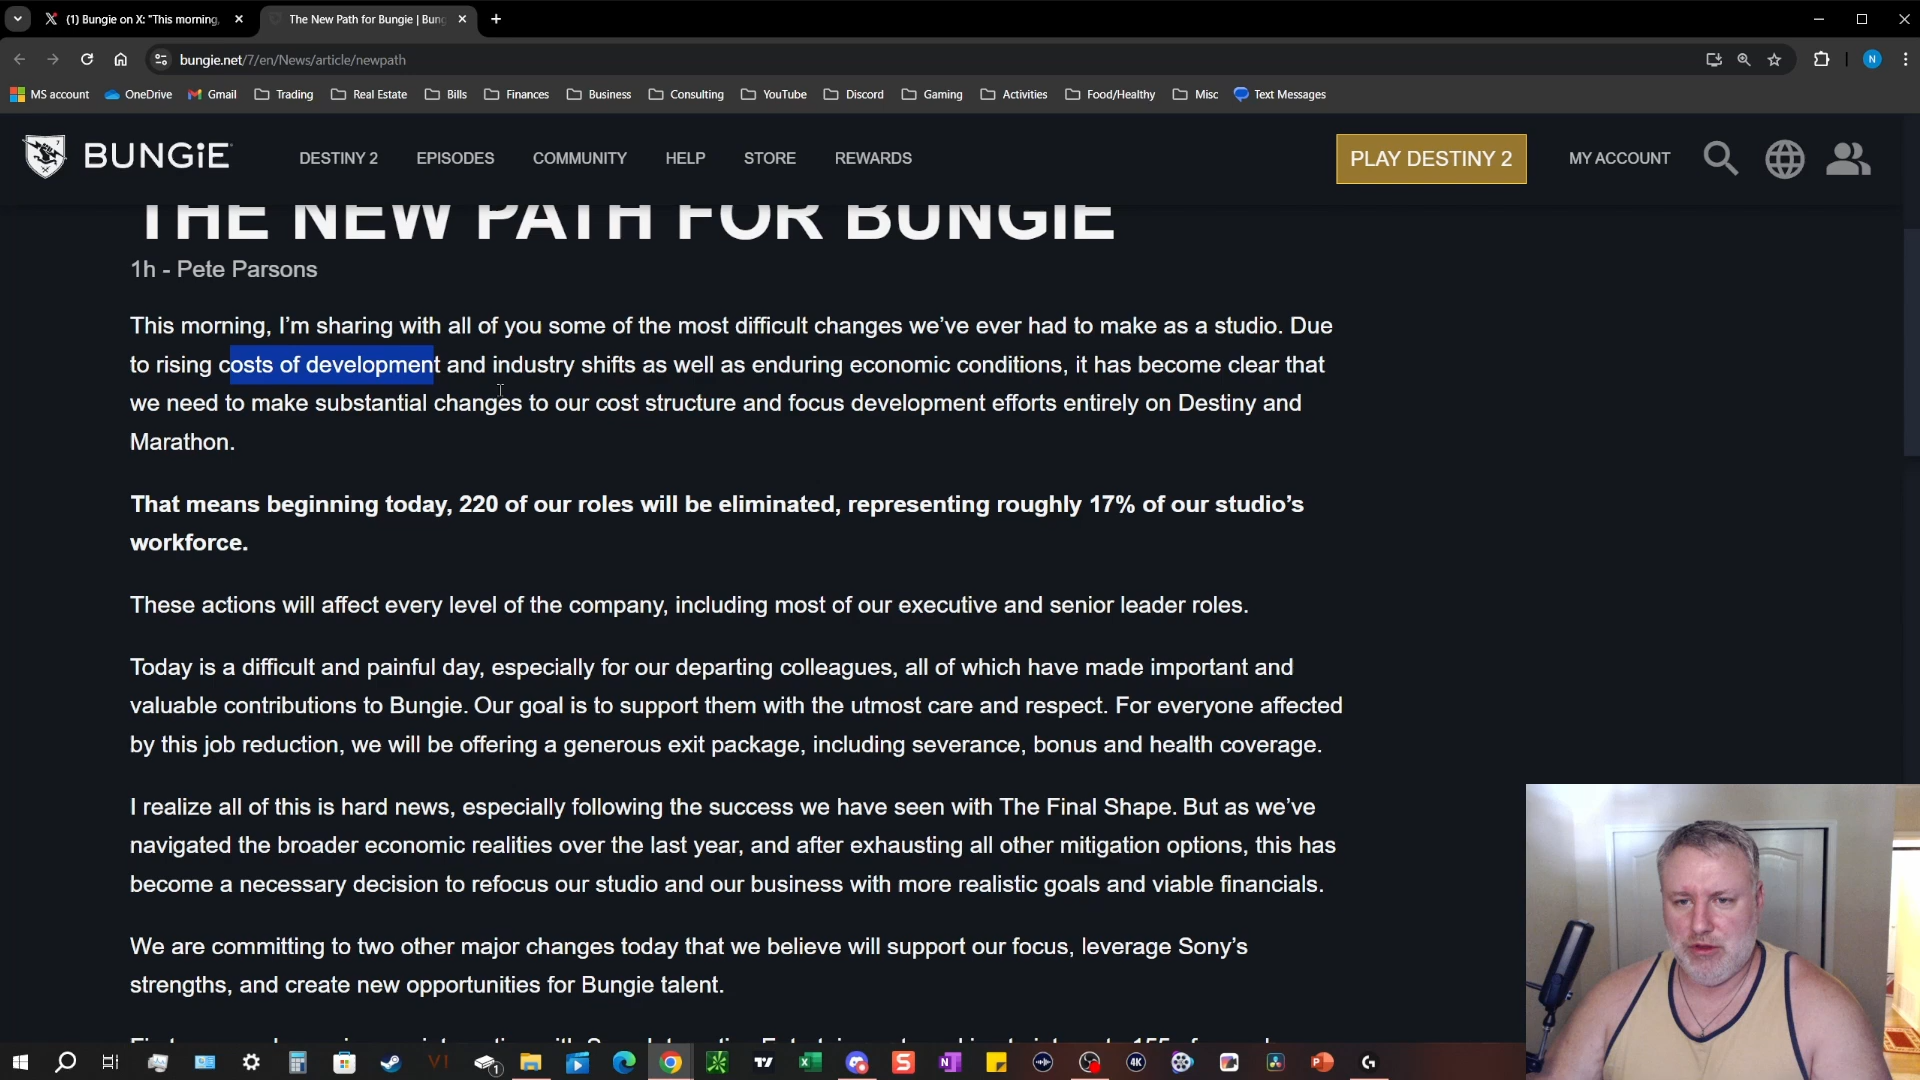 (1) Bungie on X: "This morning,
The New Path for Bungie | Bung
bungie.net/7/en/News/article/newpath
N
MS account
OneDrive
Gmail
Trading
Real Estate
Bills
Finances
Business
Consulting
YouTube
Discord
Gaming
Activities
Food/Healthy
Misc
Text Messages
BUNGiE
DESTINY 2
EPISODES
COMMUNITY
HELP
STORE
REWARDS
PLAY DESTINY 2
MY ACCOUNT
THE NEW PATH FOR BUNGIE
1h - Pete Parsons
This morning, I’m sharing with all of you some of the most difficult changes we’ve ever had to make as a studio. Due
to rising costs of development and industry shifts as well as enduring economic conditions, it has become clear that
we need to make substantial changes to our cost structure and focus development efforts entirely on Destiny and
Marathon.
That means beginning today, 220 of our roles will be eliminated, representing roughly 17% of our studio’s
workforce.
These actions will affect every level of the company, including most of our executive and senior leader roles.
Today is a difficult and painful day, especially for our departing colleagues, all of which have made important and
valuable contributions to Bungie. Our goal is to support them with the utmost care and respect. For everyone affected
by this job reduction, we will be offering a generous exit package, including severance, bonus and health coverage.
I realize all of this is hard news, especially following the success we have seen with The Final Shape. But as we’ve
navigated the broader economic realities over the last year, and after exhausting all other mitigation options, this has
become a necessary decision to refocus our studio and our business with more realistic goals and viable financials.
We are committing to two other major changes today that we believe will support our focus, leverage Sony’s
strengths, and create new opportunities for Bungie talent.